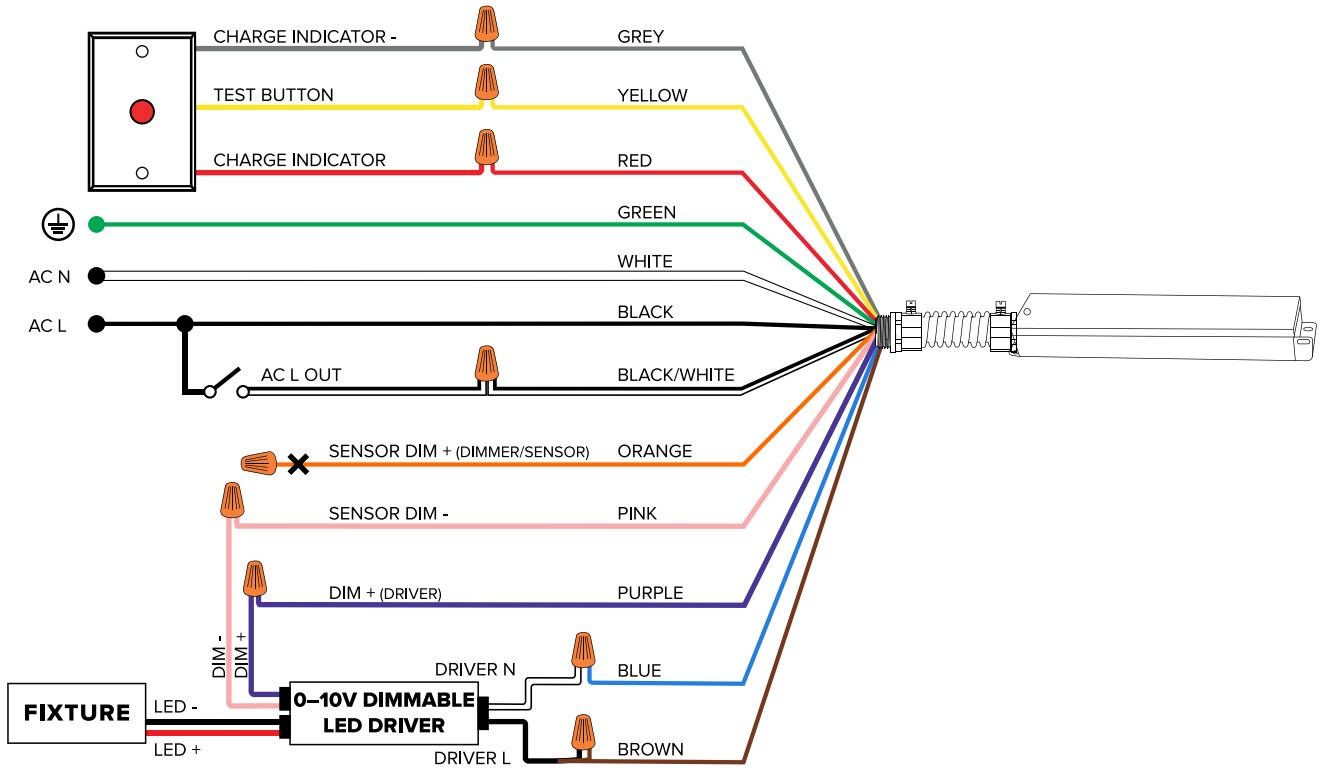 CHARGE INDICATOR - GREY
TEST BUTTON YELLOW
CHARGE INDICATOR RED
GREEN
AC N WHITE
AC L BLACK
AC L OUT BLACK/WHITE
SENSOR DIM + (DIMMER/SENSOR) ORANGE
SENSOR DIM - PINK
DIM + (DRIVER) PURPLE
DIM -
DIM +
DRIVER N BLUE
0–10V DIMMABLE
LED DRIVER
FIXTURE
LED -
LED +
DRIVER L BROWN